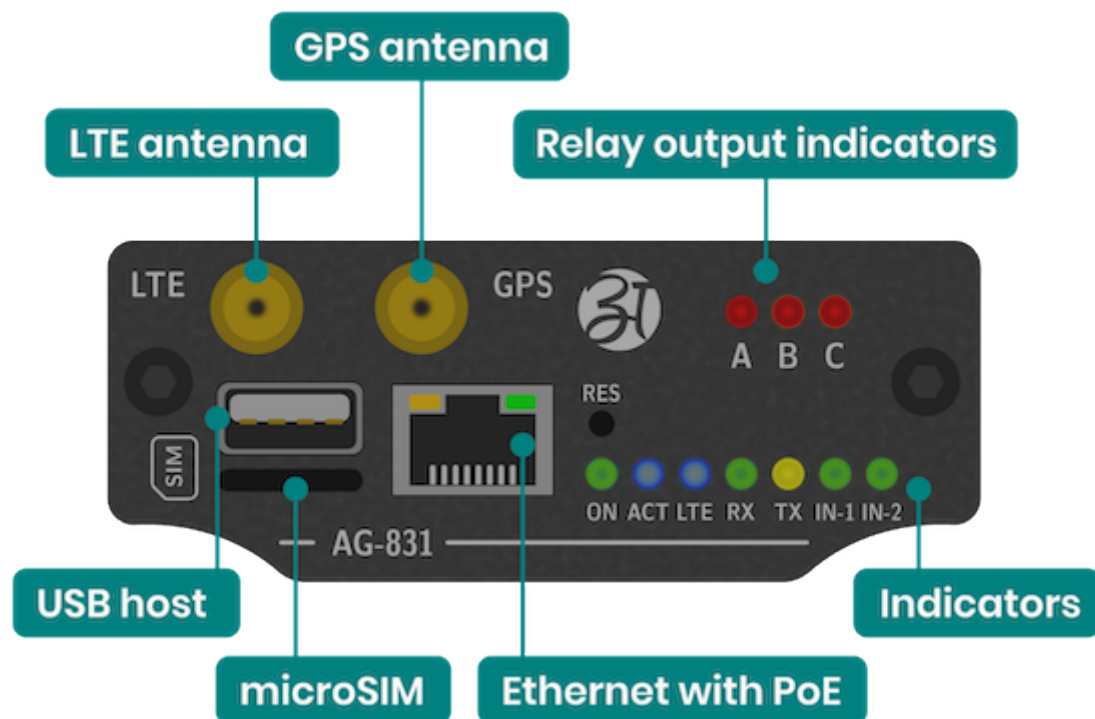 GPS antenna
LTE antenna
Relay output indicators
LTE
GPS
A B C
RES
SIM
ON ACT LTE RX TX IN-1 IN-2
AG-831
USB host
Indicators
microSIM
Ethernet with PoE